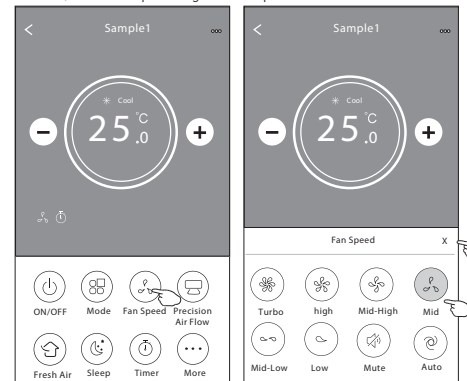 Sample1
Cool
25.0°C
ON/OFF
Mode
Fan Speed
Precision
Air Flow
Fresh Air
Sleep
Timer
More
Sample1
Cool
25.0°C
Fan Speed
X
Turbo
high
Mid-High
Mid
Mid-Low
Low
Mute
Auto